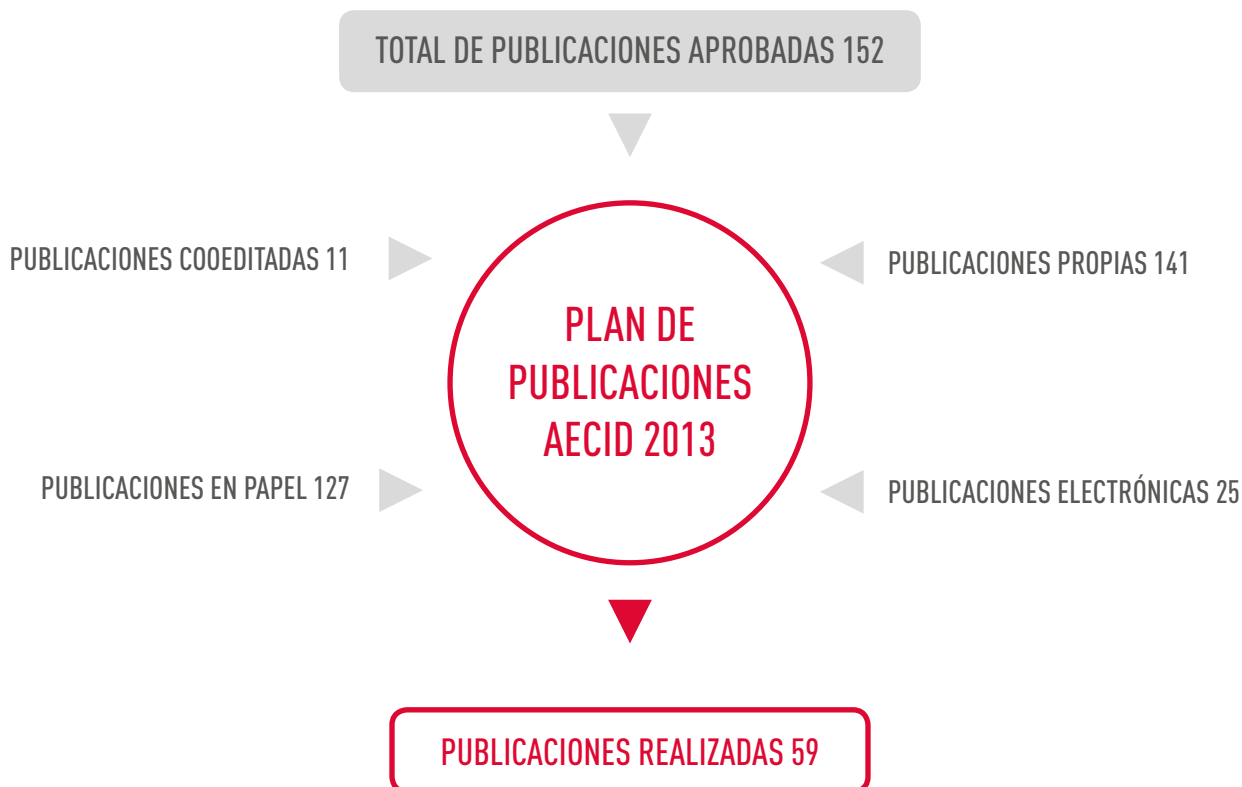 TOTAL DE PUBLICACIONES APROBADAS 152
PUBLICACIONES COOEDITADAS 11
PUBLICACIONES PROPIAS 141
PLAN DE
PUBLICACIONES
AECID 2013
PUBLICACIONES EN PAPEL 127
PUBLICACIONES ELECTRÓNICAS 25
PUBLICACIONES REALIZADAS 59